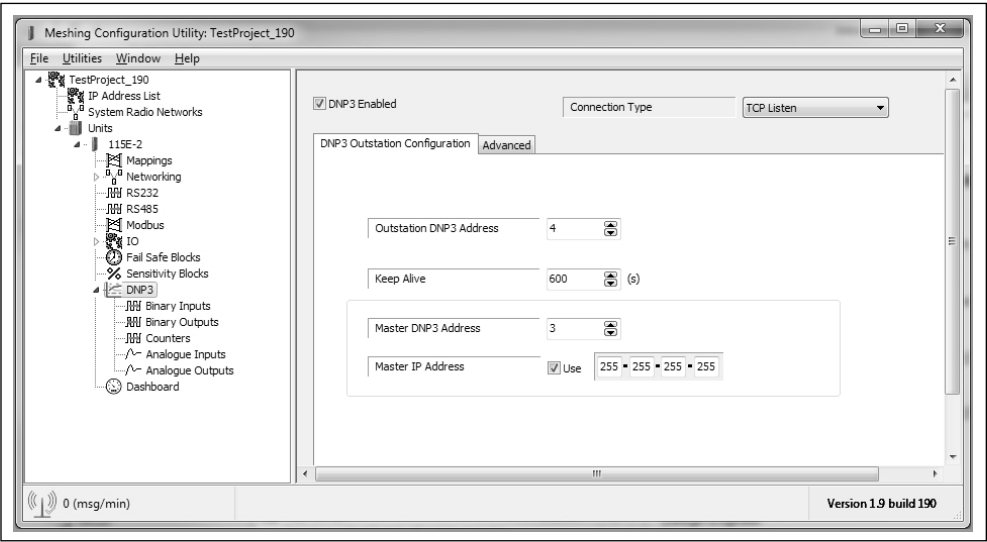 Meshing Configuration Utility: TestProject_190
File Utilities Window Help
TestProject_190
IP Address List
System Radio Networks
Units
115E-2
Mappings
Networking
RS232
RS485
Modbus
IO
Fail Safe Blocks
Sensitivity Blocks
DNP3
Binary Inputs
Binary Outputs
Counters
Analogue Inputs
Analogue Outputs
Dashboard
DNP3 Enabled
Connection Type
TCP Listen
DNP3 Outstation Configuration
Advanced
Outstation DNP3 Address 4
Keep Alive 600 (s)
Master DNP3 Address 3
Master IP Address Use 255 . 255 . 255 . 255
0 (msg/min)
Version 1.9 build 190